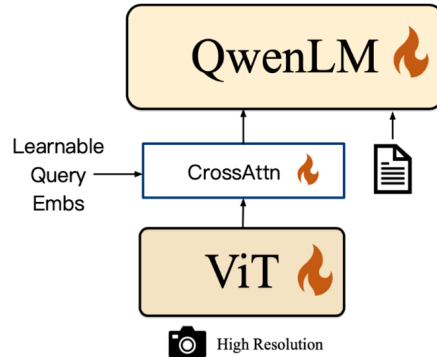 QwenLM
Learnable
Query
Embs
CrossAttn
ViT
High Resolution